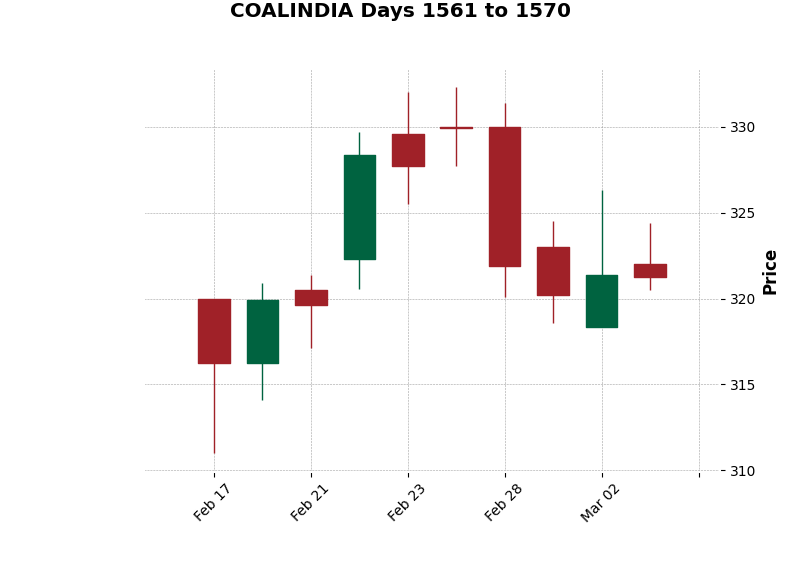 COALINDIA Days 1561 to 1570
330
325
320
315
310
Price
Feb 17
Feb 21
Feb 23
Feb 28
Mar 02